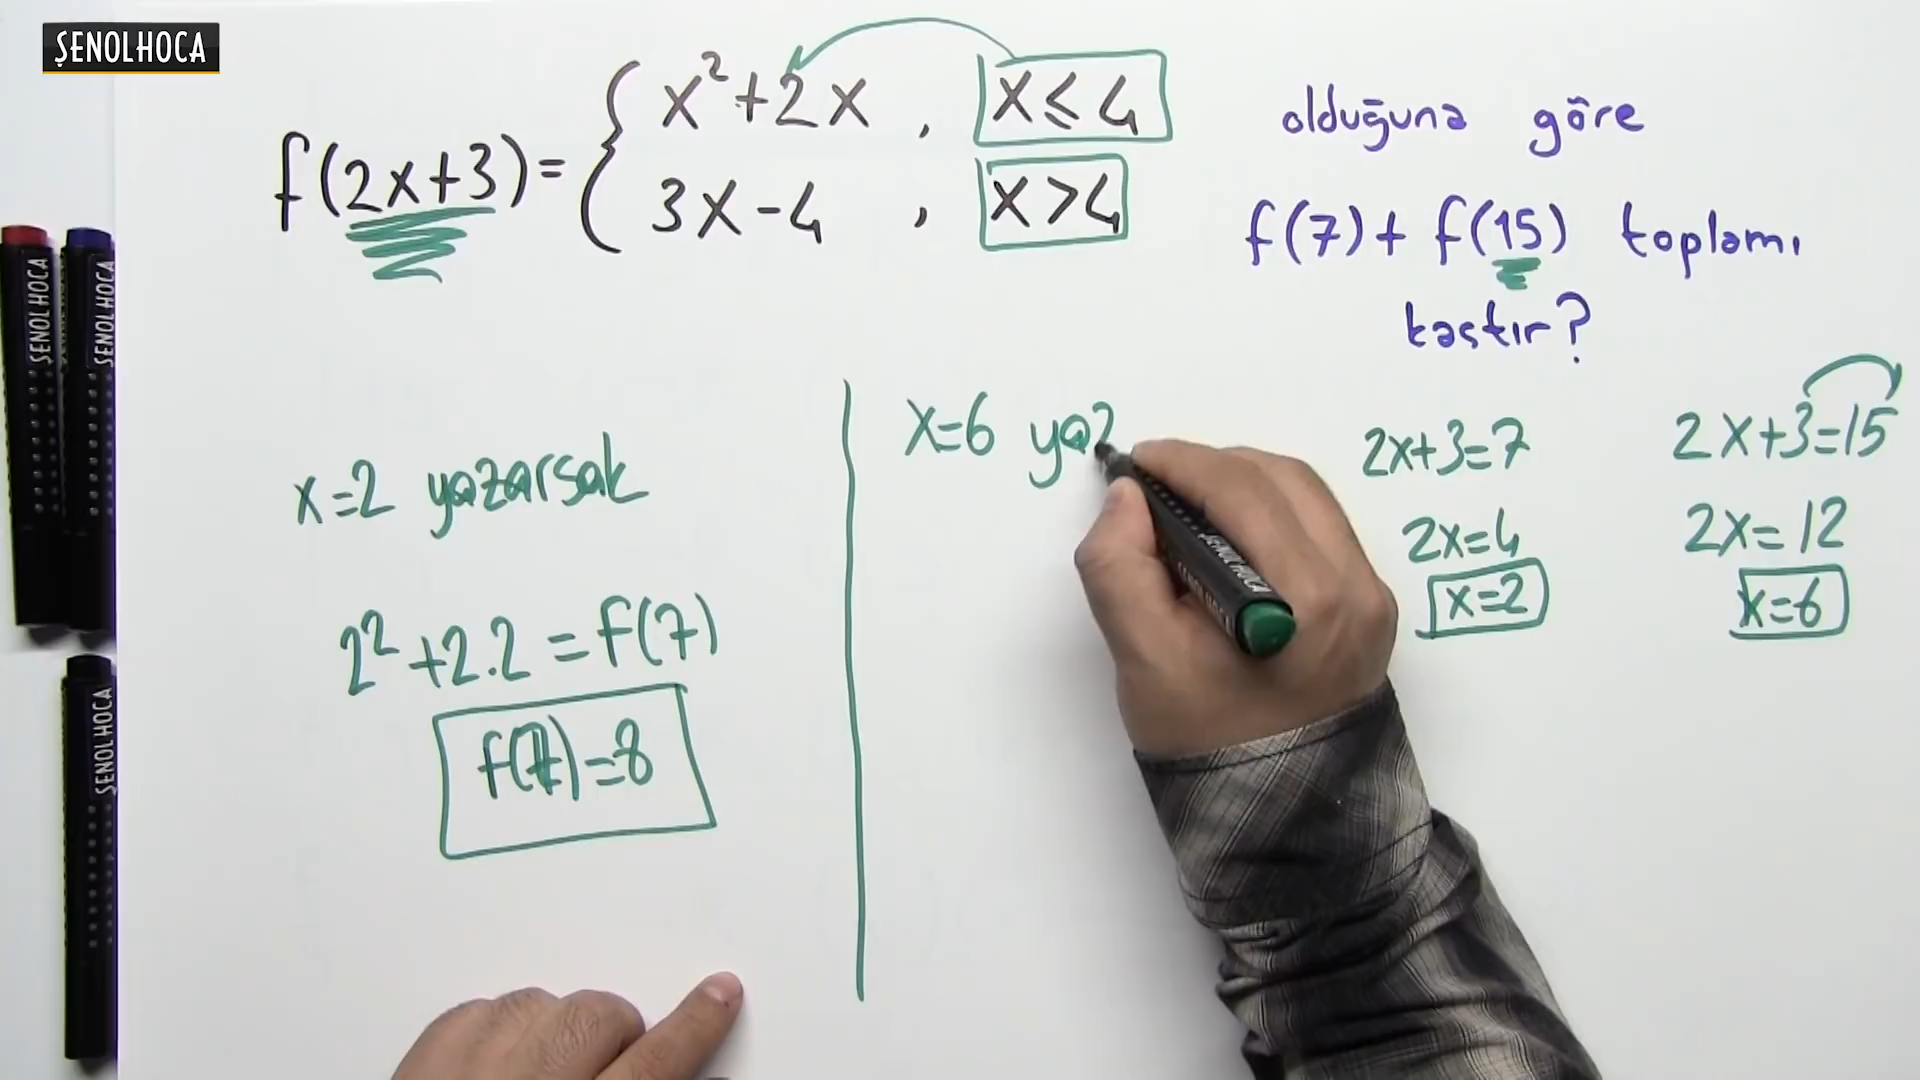 ŞENOLHOCA
f(2x+3)= { x²+2x , x≤4
3x-4 , x>4
olduğuna göre
f(7)+ f(15) toplamı
kaçtır?
x=2 yazarsak
2²+2.2=f(7)
f(7)=8
x=6 yaz
2x+3=7
2x=4
x=2
2x+3=15
2x=12
x=6
ŞENOLHOCA
ŞENOLHOCA
ŞENOLHOCA
ŞENOLHOCA